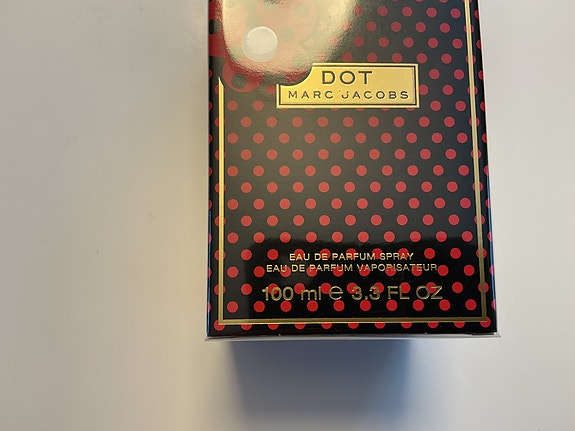 DOT
MARC JACOBS
EAU DE PARFUM SPRAY
EAU DE PARFUM VAPORISATEUR
100 ml ℮ 3.3 FL OZ